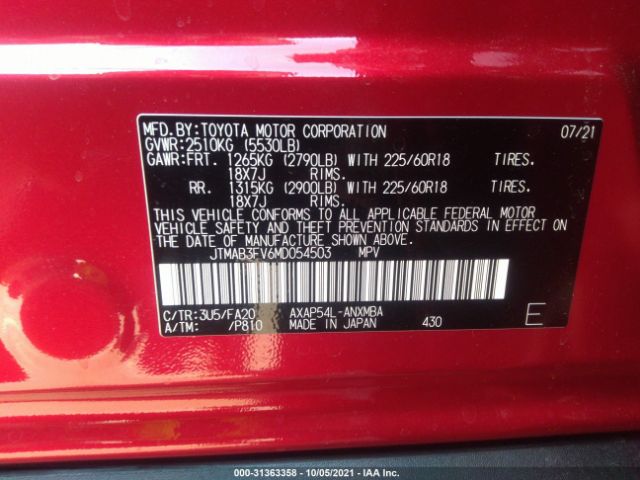 MFD.BY:TOYOTA MOTOR CORPORATION 07/21
GVWR:2510KG (5530LB)
GAWR:FRT. 1265KG (2790LB) WITH 225/60R18 TIRES.
18X7J RIMS.
RR. 1315KG (2900LB) WITH 225/60R18 TIRES.
18X7J RIMS.
THIS VEHICLE CONFORMS TO ALL APPLICABLE FEDERAL MOTOR
VEHICLE SAFETY AND THEFT PREVENTION STANDARDS IN EFFECT ON
THE DATE OF MANUFACTURE SHOWN ABOVE.
JTMAB3FV6MD054503 MPV
C/TR:3U5/FA20 AXAP54L-ANXMBA
A/TM: /P810 MADE IN JAPAN 430 E
000-31363358 - 10/05/2021 - IAA Inc.